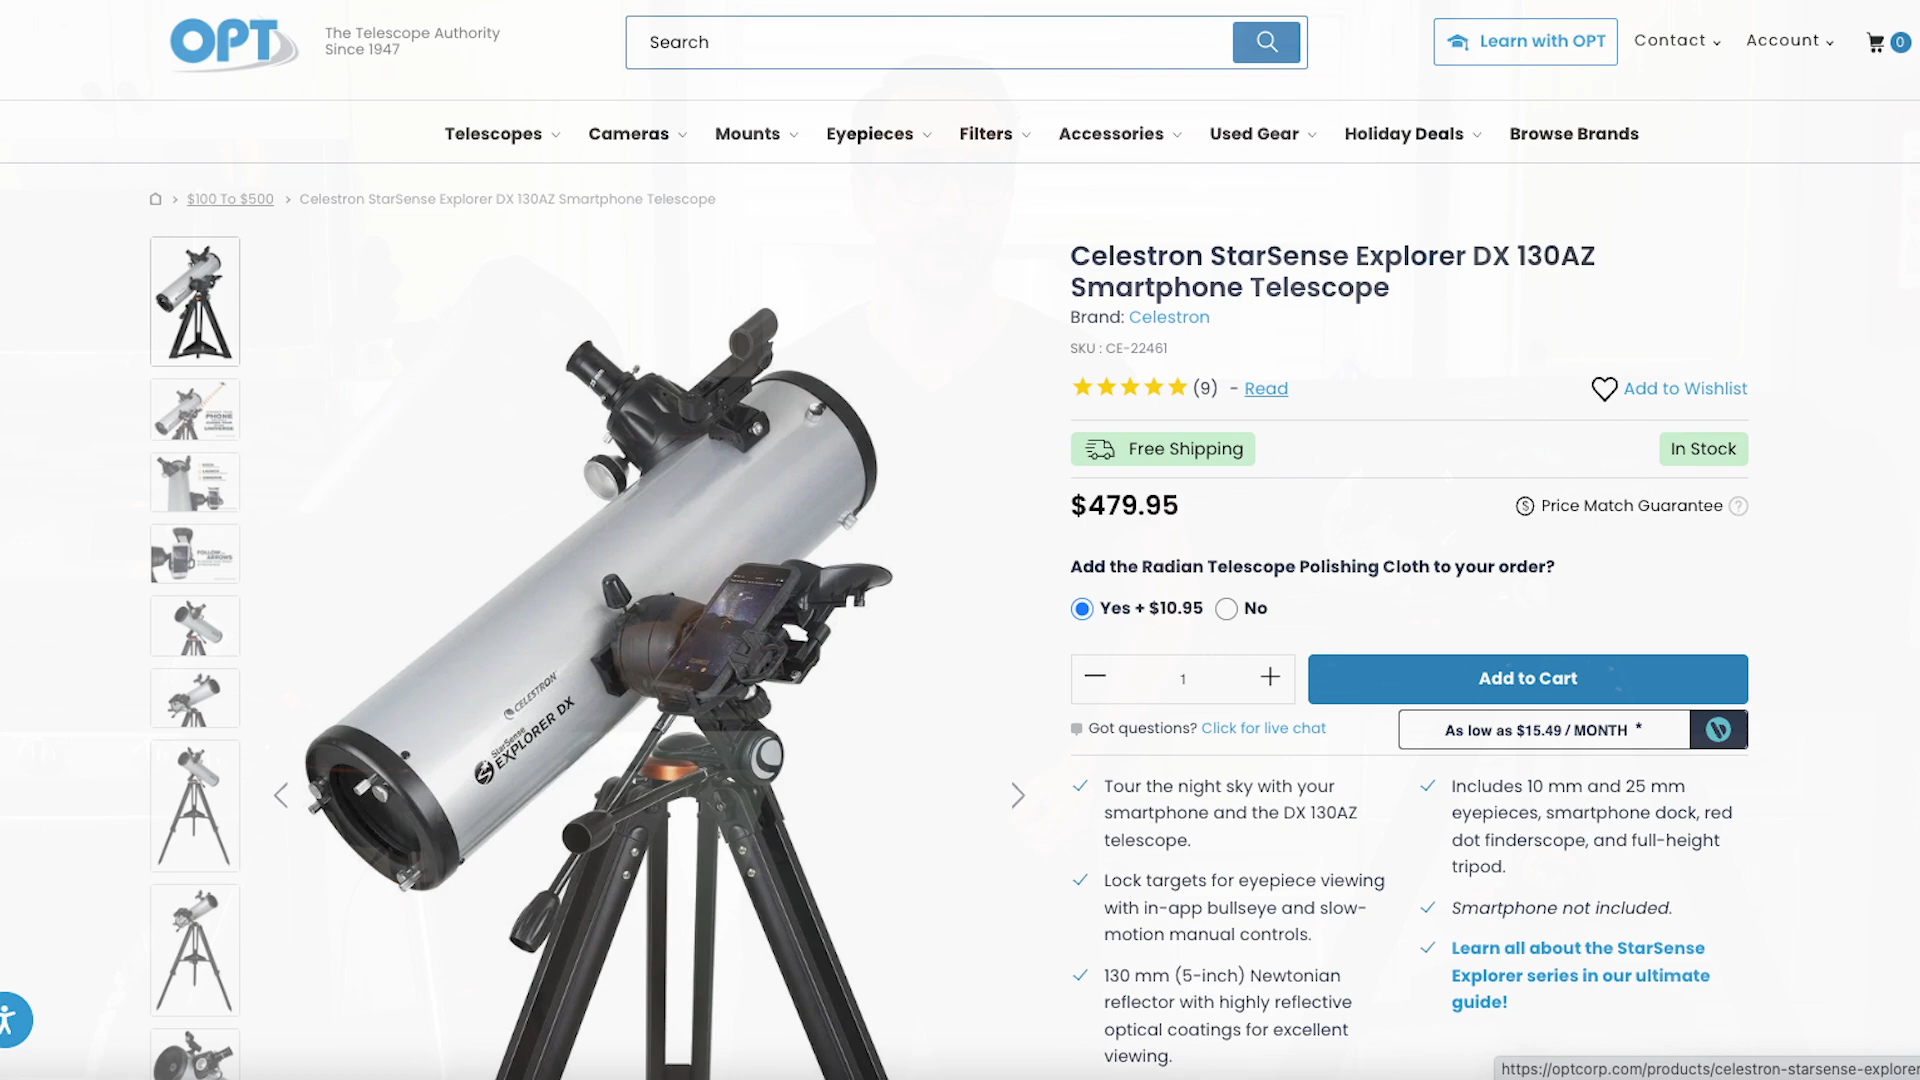 OPT
The Telescope Authority
Since 1947
Search
Learn with OPT
Contact
Account
0
Telescopes
Cameras
Mounts
Eyepieces
Filters
Accessories
Used Gear
Holiday Deals
Browse Brands
$100 To $500
Celestron StarSense Explorer DX 130AZ Smartphone Telescope
PHONE
UNIVERSE
FOLLOW
ARROWS
CELESTRON
StarSense
EXPLORER DX
Celestron StarSense Explorer DX 130AZ
Smartphone Telescope
Brand: Celestron
SKU : CE-22461
(9) - Read
Add to Wishlist
Free Shipping
In Stock
$479.95
Price Match Guarantee ?
Add the Radian Telescope Polishing Cloth to your order?
Yes + $10.95
No
1
Add to Cart
Got questions? Click for live chat
As low as $15.49 / MONTH *
Tour the night sky with your
smartphone and the DX 130AZ
telescope.
Lock targets for eyepiece viewing
with in-app bullseye and slow-
motion manual controls.
130 mm (5-inch) Newtonian
reflector with highly reflective
optical coatings for excellent
viewing.
Includes 10 mm and 25 mm
eyepieces, smartphone dock, red
dot finderscope, and full-height
tripod.
Smartphone not included.
Learn all about the StarSense
Explorer series in our ultimate
guide!
https://optcorp.com/products/celestron-starsense-explorer